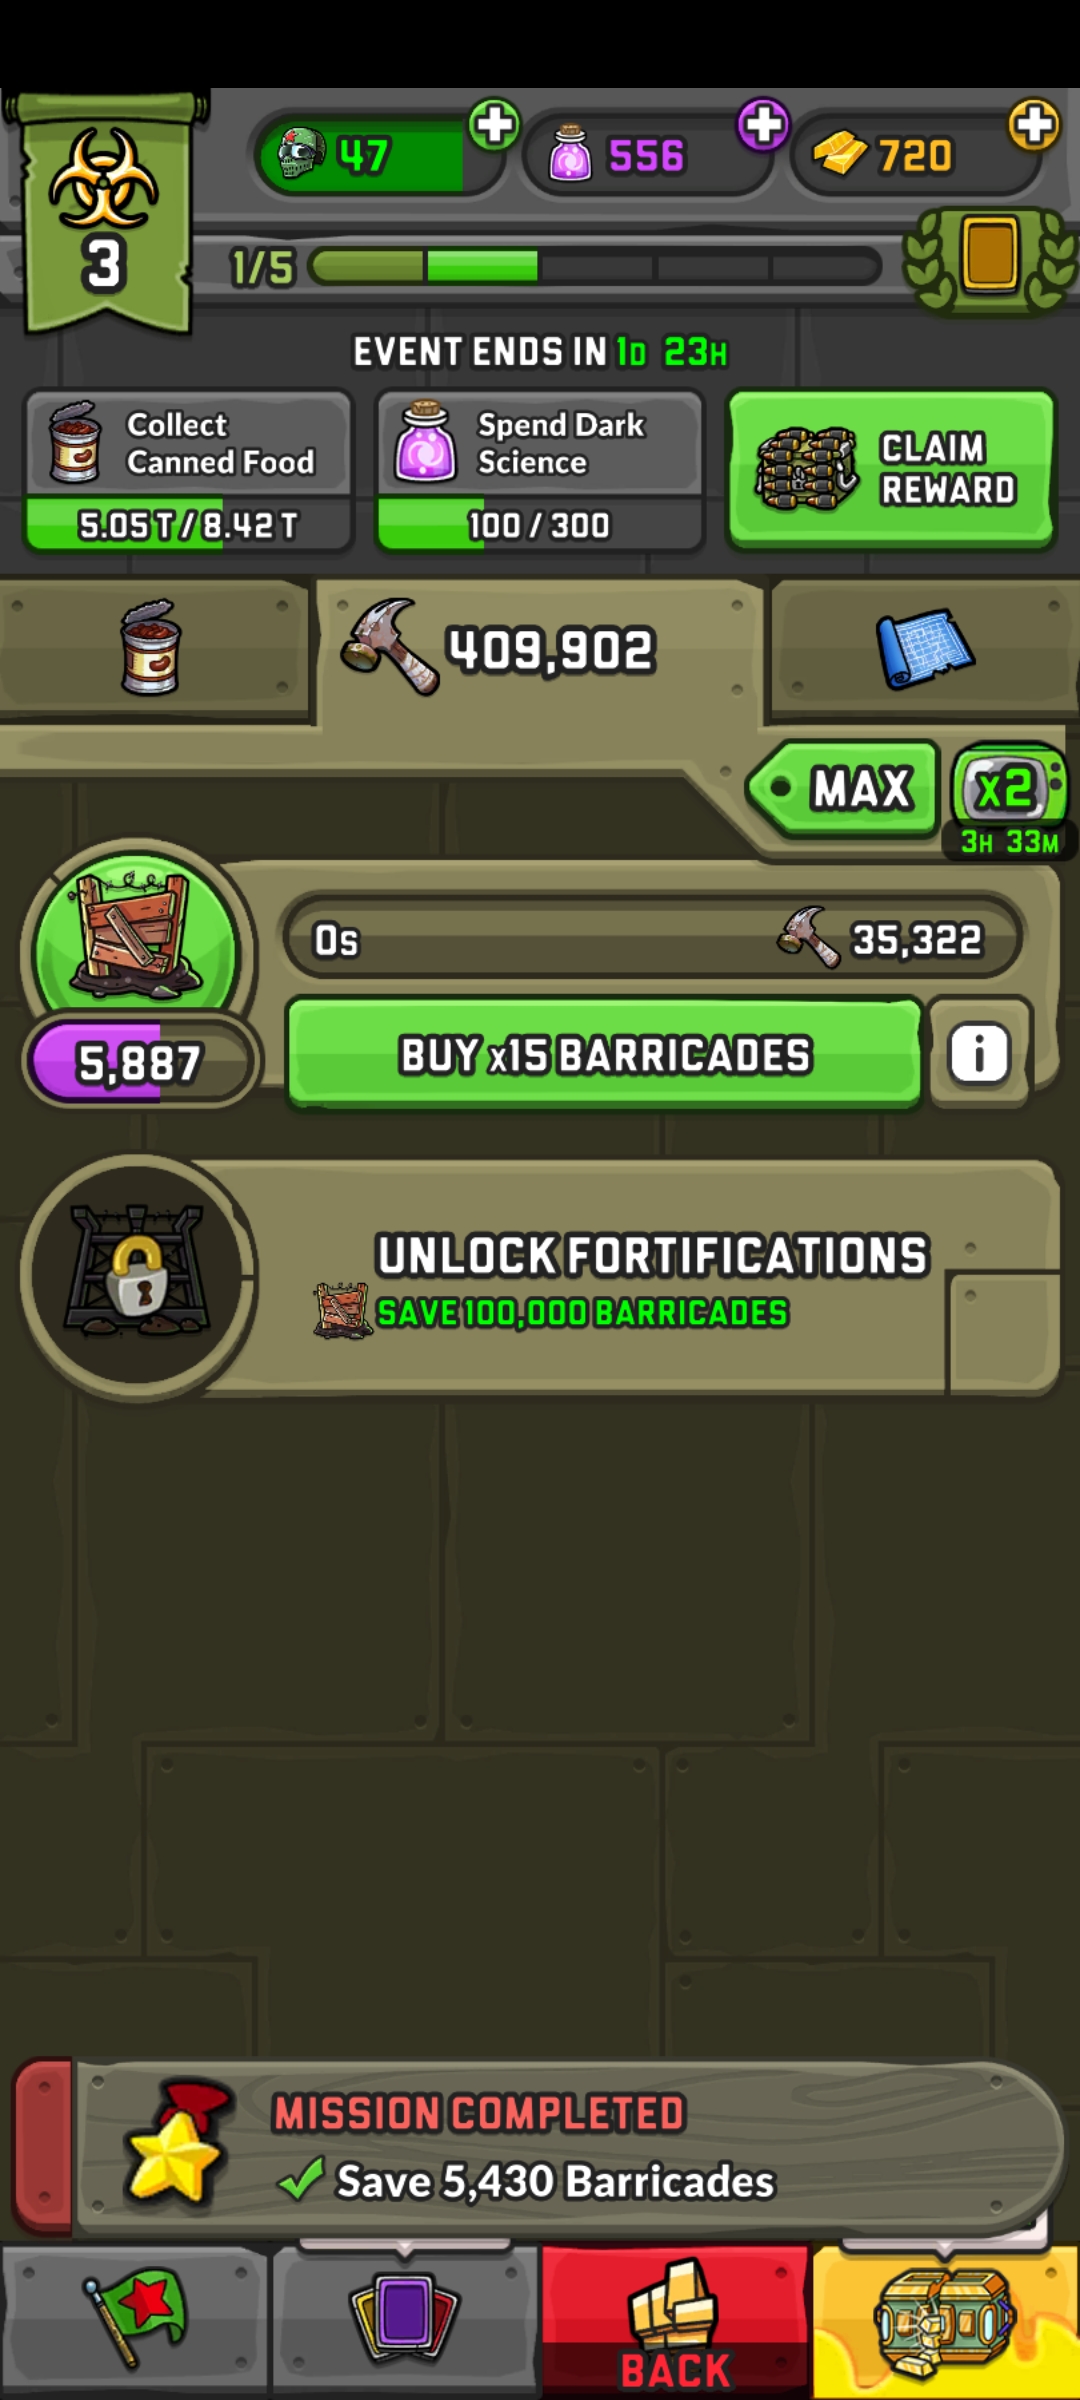 47
556
720
3
1/5
EVENT ENDS IN 1D 23H
Collect
Canned Food
5.05T/8.42T
Spend Dark
Science
100/300
CLAIM
REWARD
409,902
MAX
x2
3H 33M
0s
35,322
5,887
BUY x15 BARRICADES
i
UNLOCK FORTIFICATIONS
SAVE 100,000 BARRICADES
MISSION COMPLETED
Save 5,430 Barricades
BACK